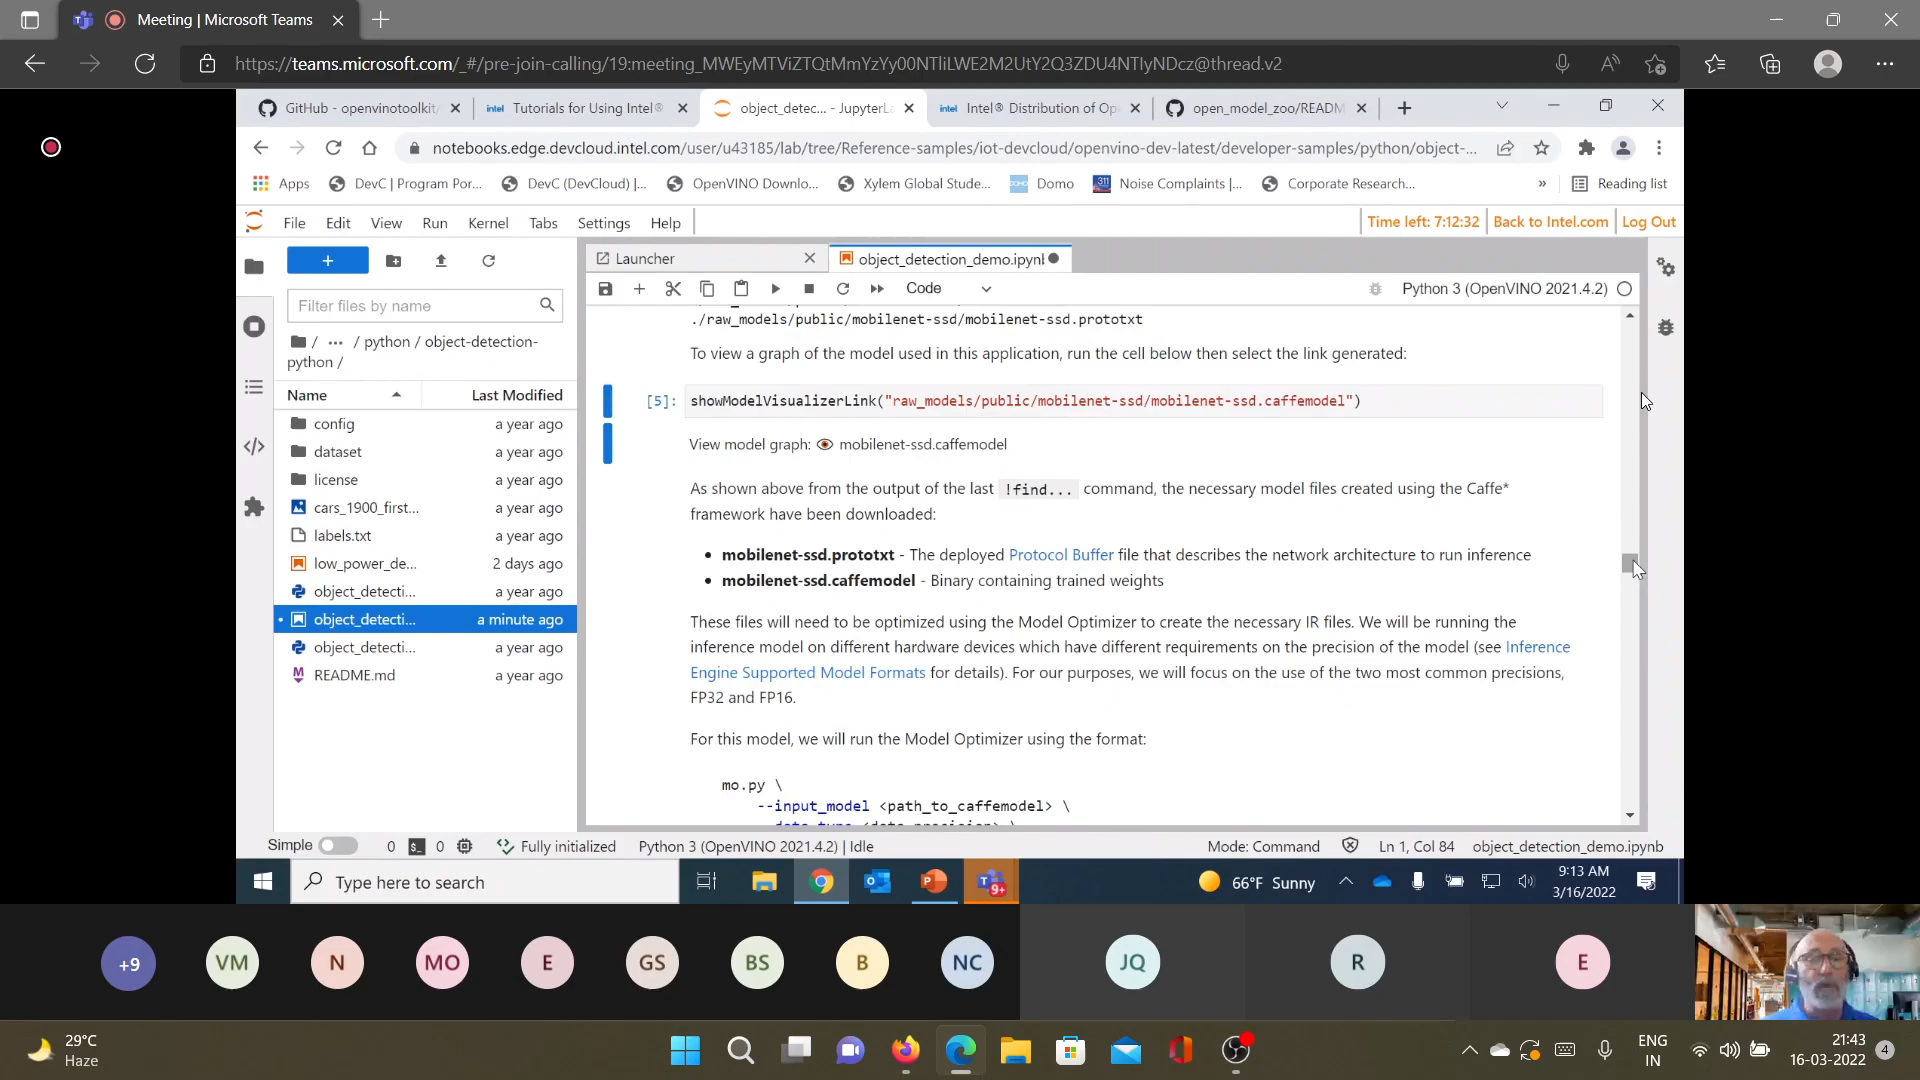 Meeting | Microsoft Teams
https://teams.microsoft.com/_#/pre-join-calling/19:meeting_MWEyMTViZTQtMmYzYy00NTliLWE2M2UtY2Q3ZDU4NTIyNDcz@thread.v2
GitHub - openvinotoolkit/
intel Tutorials for Using Intel®
object_detec... - JupyterLa
intel Intel® Distribution of Op
open_model_zoo/READM
notebooks.edge.devcloud.intel.com/user/u43185/lab/tree/Reference-samples/iot-devcloud/openvino-dev-latest/developer-samples/python/object-...
Apps
DevC | Program Por...
DevC (DevCloud) |...
OpenVINO Downlo...
Xylem Global Stude...
Domo
311 Noise Complaints |...
Corporate Research...
»
Reading list
File Edit View Run Kernel Tabs Settings Help
Time left: 7:12:32
Back to Intel.com
Log Out
Launcher
object_detection_demo.ipynl
Code
Python 3 (OpenVINO 2021.4.2)
Filter files by name
/ ··· / python / object-detection-
python /
Name Last Modified
config a year ago
dataset a year ago
license a year ago
cars_1900_first... a year ago
labels.txt a year ago
low_power_de... 2 days ago
object_detecti... a year ago
object_detecti... a minute ago
object_detecti... a year ago
README.md a year ago
./raw_models/public/mobilenet-ssd/mobilenet-ssd.prototxt
To view a graph of the model used in this application, run the cell below then select the link generated:
[5]: showModelVisualizerLink("raw_models/public/mobilenet-ssd/mobilenet-ssd.caffemodel")
View model graph: mobilenet-ssd.caffemodel
As shown above from the output of the last !find... command, the necessary model files created using the Caffe*
framework have been downloaded:
• mobilenet-ssd.prototxt - The deployed Protocol Buffer file that describes the network architecture to run inference
• mobilenet-ssd.caffemodel - Binary containing trained weights
These files will need to be optimized using the Model Optimizer to create the necessary IR files. We will be running the
inference model on different hardware devices which have different requirements on the precision of the model (see Inference
Engine Supported Model Formats for details). For our purposes, we will focus on the use of the two most common precisions,
FP32 and FP16.
For this model, we will run the Model Optimizer using the format:
mo.py \
--input_model <path_to_caffemodel> \
Simple
0
0
Fully initialized
Python 3 (OpenVINO 2021.4.2) | Idle
Mode: Command
Ln 1, Col 84
object_detection_demo.ipynb
Type here to search
9+
66°F Sunny
9:13 AM
3/16/2022
+9
VM
N
MO
E
GS
BS
B
NC
JQ
R
E
29°C
Haze
ENG
IN
21:43
16-03-2022
4